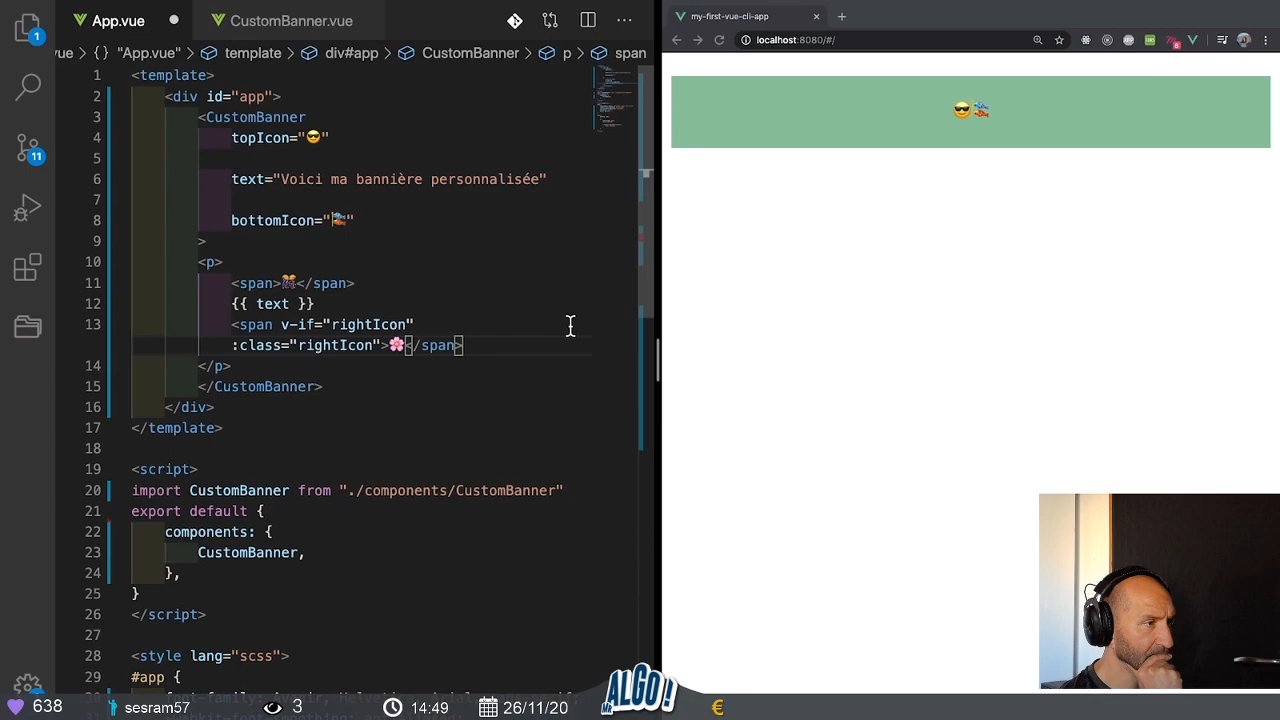 App.vue
CustomBanner.vue
my-first-vue-cli-app
localhost:8080/#/
vue {} "App.vue" template div#app CustomBanner p span
1 <template>
2 <div id="app">
3 <CustomBanner
4 topIcon="😎"
5
6 text="Voici ma bannière personnalisée"
7
8 bottomIcon="🎏"
9 >
10 <p>
11 <span>🎊</span>
12 {{ text }}
13 <span v-if="rightIcon"
:class="rightIcon">🌸</span>
14 </p>
15 </CustomBanner>
16 </div>
17 </template>
18
19 <script>
20 import CustomBanner from "./components/CustomBanner"
21 export default {
22 components: {
23 CustomBanner,
24 },
25 }
26 </script>
27
28 <style lang="scss">
29 #app {
1
11
😎🎏
8
ALGO!
638
sesram57
3
14:49
26/11/20
€